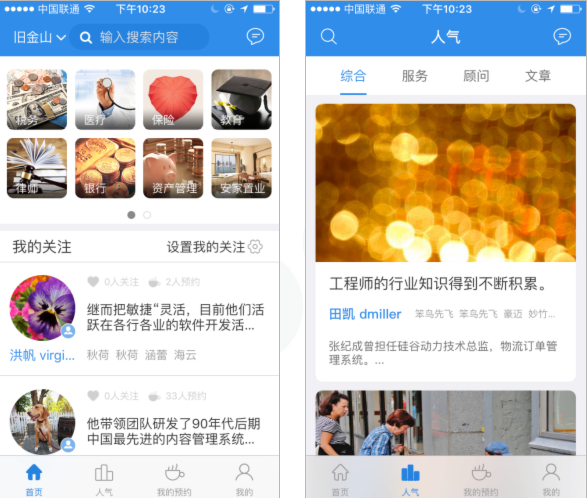 中国联通 下午10:23
旧金山 输入搜索内容
税务 医疗 保险 教育
律师 银行 资产管理 安家置业
我的关注 设置我的关注
0人关注 2人预约
继而把敏捷“灵活，目前他们活
跃在各行各业的软件开发活...
洪帆 virgi... 秋荷 秋荷 涵蕾 海云
0人关注 33人预约
他带领团队研发了90年代后期
中国最先进的内容管理系统...
首页 人气 我的预约 我的
中国联通 下午10:23
人气
综合 服务 顾问 文章
工程师的行业知识得到不断积累。
田凯 dmiller 笨鸟先飞 笨鸟先飞 豪迈 妙竹...
张纪成曾担任硅谷动力技术总监，物流订单管
理系统。...
首页 人气 我的预约 我的